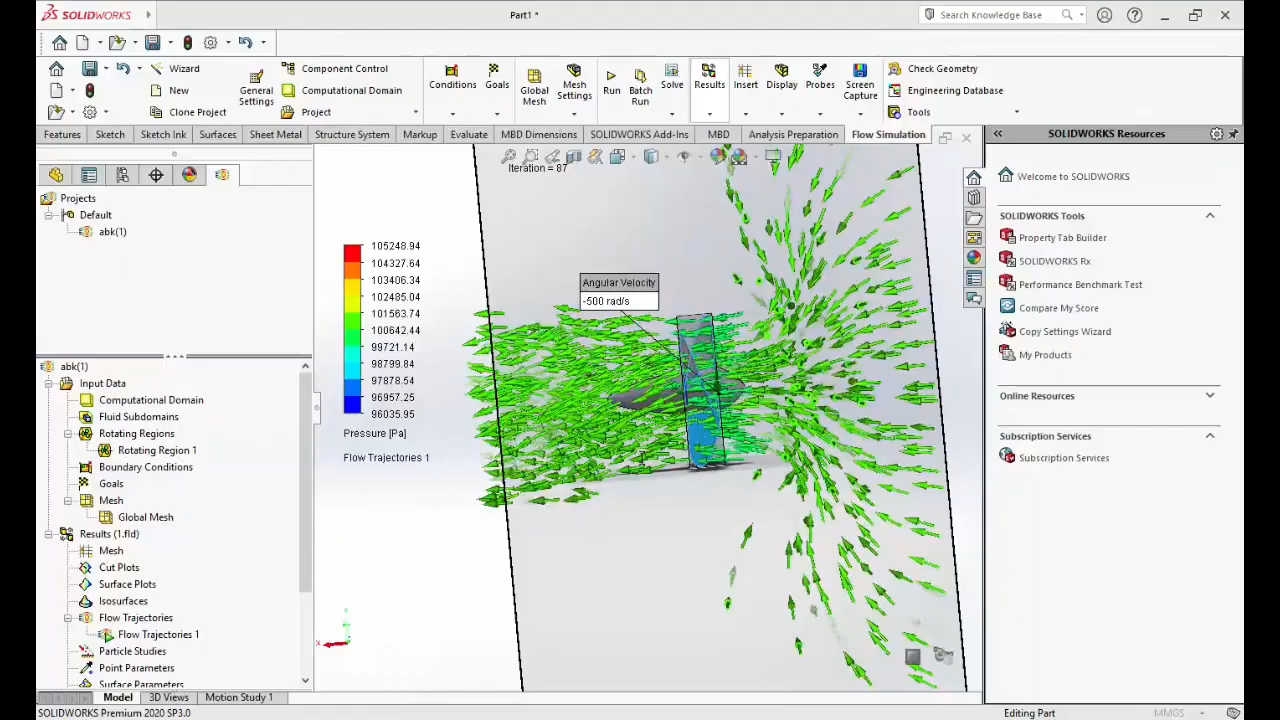 SOLIDWORKS
Part1 *
Search Knowledge Base
Wizard
New
Clone Project
General Settings
Component Control
Computational Domain
Project
Conditions
Goals
Global Mesh
Mesh Settings
Run
Batch Run
Solve
Results
Insert
Display
Probes
Screen Capture
Check Geometry
Engineering Database
Tools
Features
Sketch
Sketch Ink
Surfaces
Sheet Metal
Structure System
Markup
Evaluate
MBD Dimensions
SOLIDWORKS Add-Ins
MBD
Analysis Preparation
Flow Simulation
SOLIDWORKS Resources
Projects
Default
abk(1)
abk(1)
Input Data
Computational Domain
Fluid Subdomains
Rotating Regions
Rotating Region 1
Boundary Conditions
Goals
Mesh
Global Mesh
Results (1.fld)
Mesh
Cut Plots
Surface Plots
Isosurfaces
Flow Trajectories
Flow Trajectories 1
Particle Studies
Point Parameters
Surface Parameters
Iteration = 87
105248.94
104327.64
103406.34
102485.04
101563.74
100642.44
99721.14
98799.84
97878.54
96957.25
96035.95
Pressure [Pa]
Flow Trajectories 1
Angular Velocity
-500 rad/s
Welcome to SOLIDWORKS
SOLIDWORKS Tools
Property Tab Builder
SOLIDWORKS Rx
Performance Benchmark Test
Compare My Score
Copy Settings Wizard
My Products
Online Resources
Subscription Services
Subscription Services
Model
3D Views
Motion Study 1
SOLIDWORKS Premium 2020 SP3.0
Editing Part
MMGS